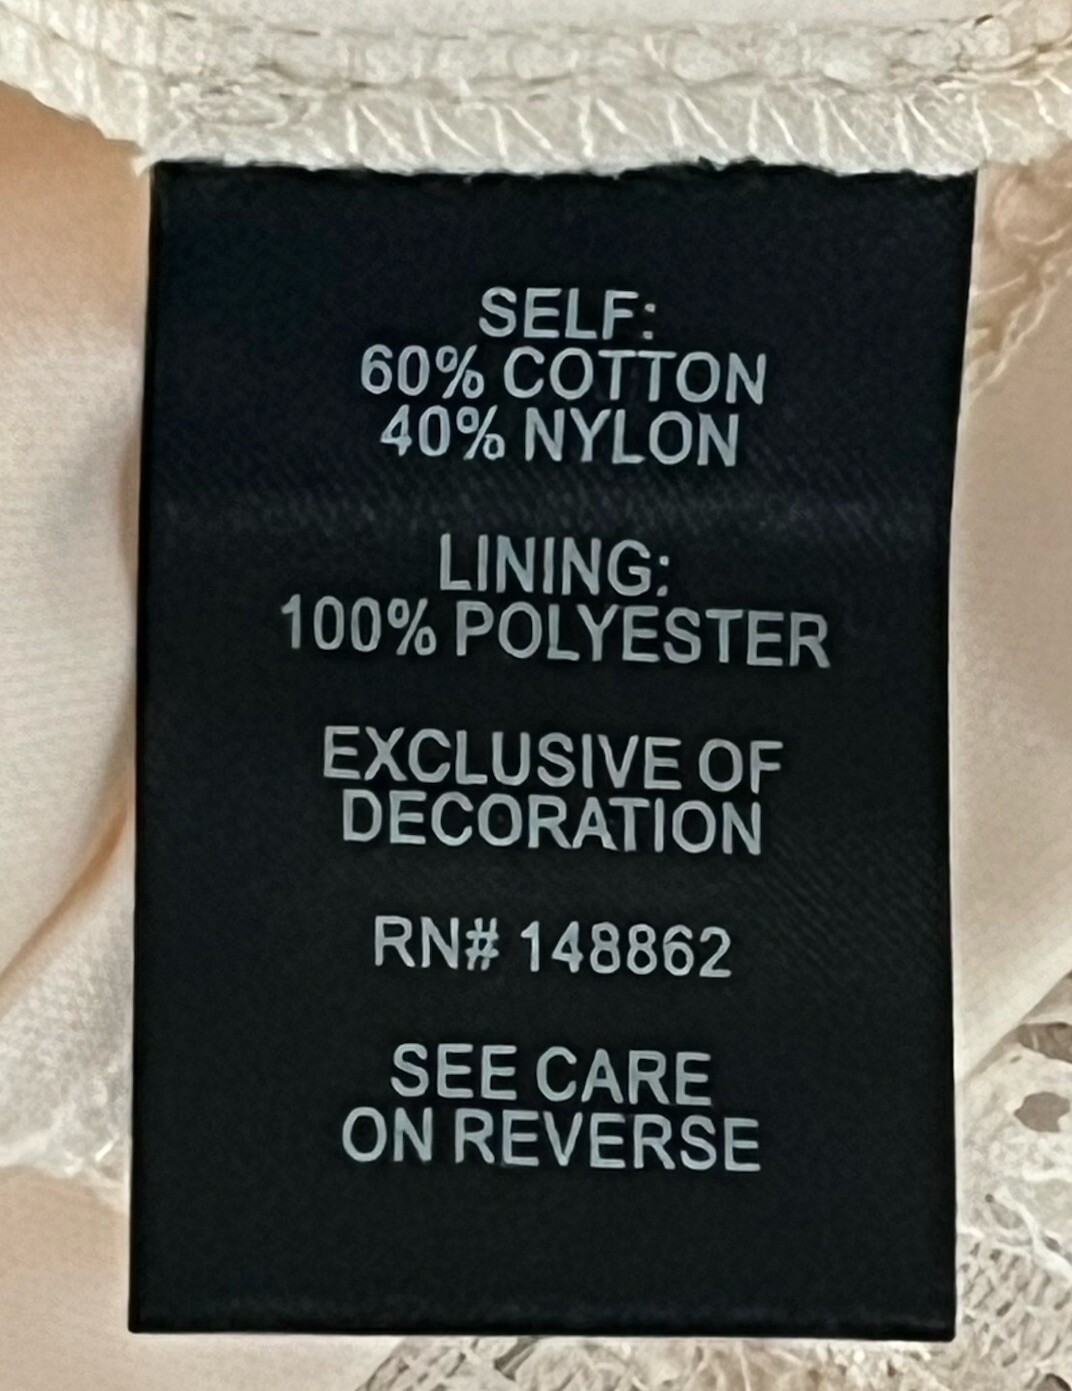 SELF:
60% COTTON
40% NYLON
LINING:
100% POLYESTER
EXCLUSIVE OF
DECORATION
RN# 148862
SEE CARE
ON REVERSE